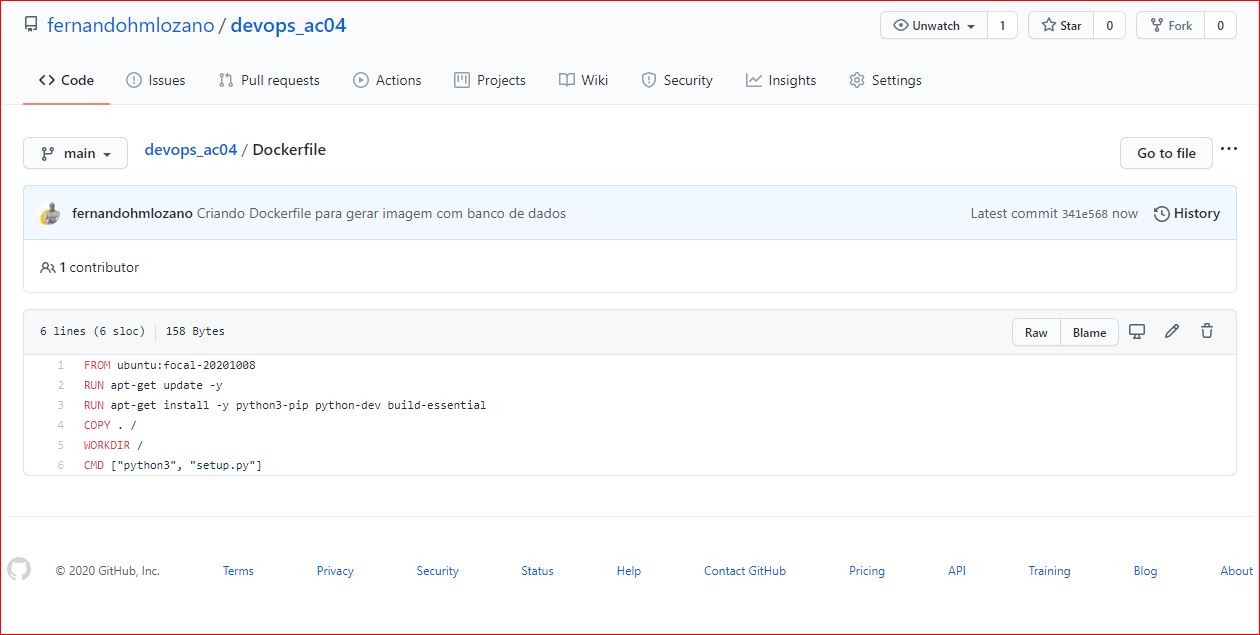 fernandohmlozano / devops_ac04
Unwatch 1 Star 0 Fork 0
Code Issues Pull requests Actions Projects Wiki Security Insights Settings
main devops_ac04 / Dockerfile Go to file ...
fernandohmlozano Criando Dockerfile para gerar imagem com banco de dados Latest commit 341e568 now History
1 contributor
6 lines (6 sloc) 158 Bytes Raw Blame
1 FROM ubuntu:focal-20201008
2 RUN apt-get update -y
3 RUN apt-get install -y python3-pip python-dev build-essential
4 COPY . /
5 WORKDIR /
6 CMD ["python3", "setup.py"]
© 2020 GitHub, Inc. Terms Privacy Security Status Help Contact GitHub Pricing API Training Blog About